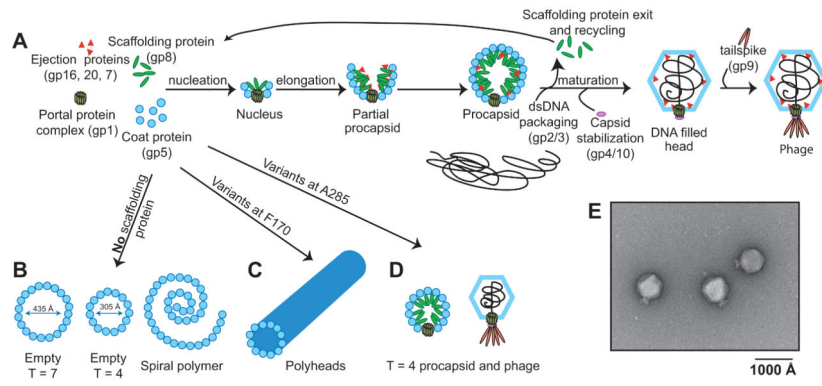 A
Ejection proteins
(gp16, 20, 7)
Scaffolding protein
(gp8)
Portal protein
complex (gp1)
Coat protein
(gp5)
nucleation
Nucleus
elongation
Partial
procapsid
Procapsid
Scaffolding protein exit
and recycling
maturation
dsDNA
packaging
(gp2/3)
Capsid
stabilization
(gp4/10)
DNA filled
head
tailspike
(gp9)
Phage
No scaffolding
protein
Variants at F170
Variants at A285
B
435 Å
Empty
T = 7
305 Å
Empty
T = 4
Spiral polymer
C
Polyheads
D
T = 4 procapsid and phage
E
1000 Å